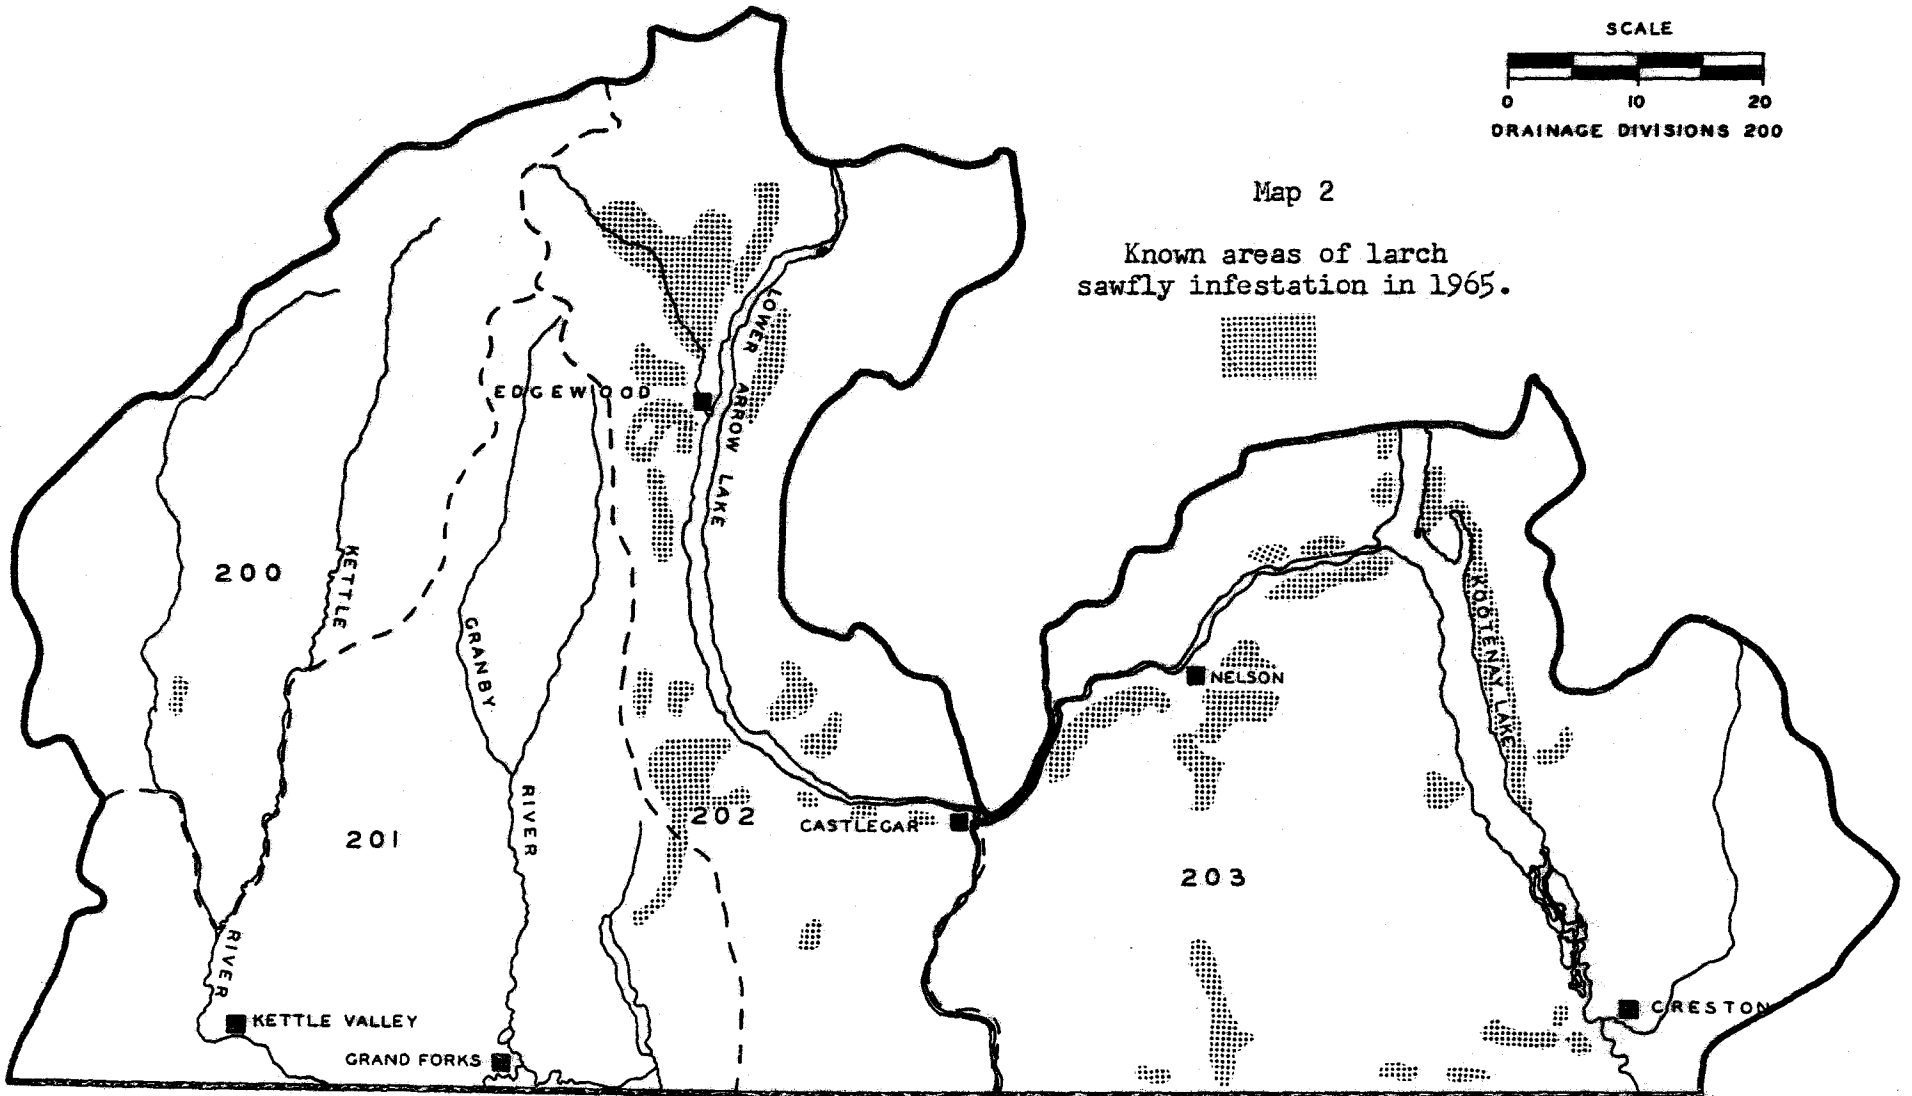 SCALE
0 10 20
DRAINAGE DIVISIONS 200
Map 2
Known areas of larch
sawfly infestation in 1965.
LOWER ARROW LAKE
EDGEWOOD
200
KETTLE
GRANBY
KOOTENAY LAKE
NELSON
RIVER
201
202
CASTLEGAR
203
RIVER
KETTLE VALLEY
CRESTON
GRAND FORKS